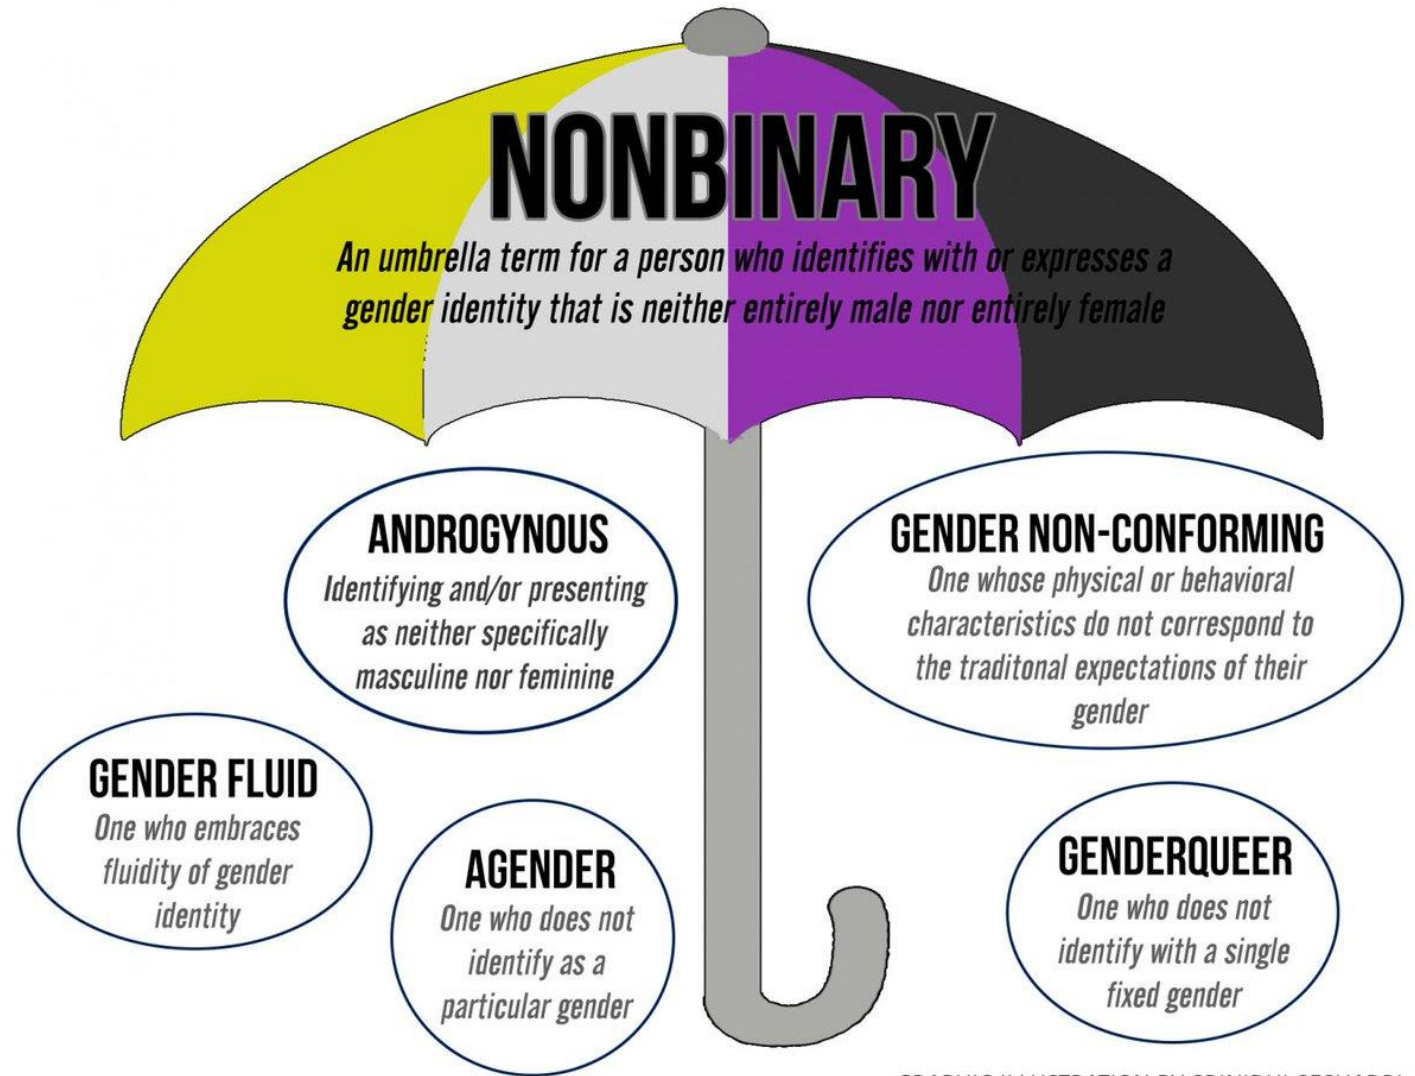 NONBINARY
An umbrella term for a person who identifies with or expresses a
gender identity that is neither entirely male nor entirely female
ANDROGYNOUS
Identifying and/or presenting
as neither specifically
masculine nor feminine
GENDER NON-CONFORMING
One whose physical or behavioral
characteristics do not correspond to
the traditonal expectations of their
gender
GENDER FLUID
One who embraces
fluidity of gender
identity
AGENDER
One who does not
identify as a
particular gender
GENDERQUEER
One who does not
identify with a single
fixed gender